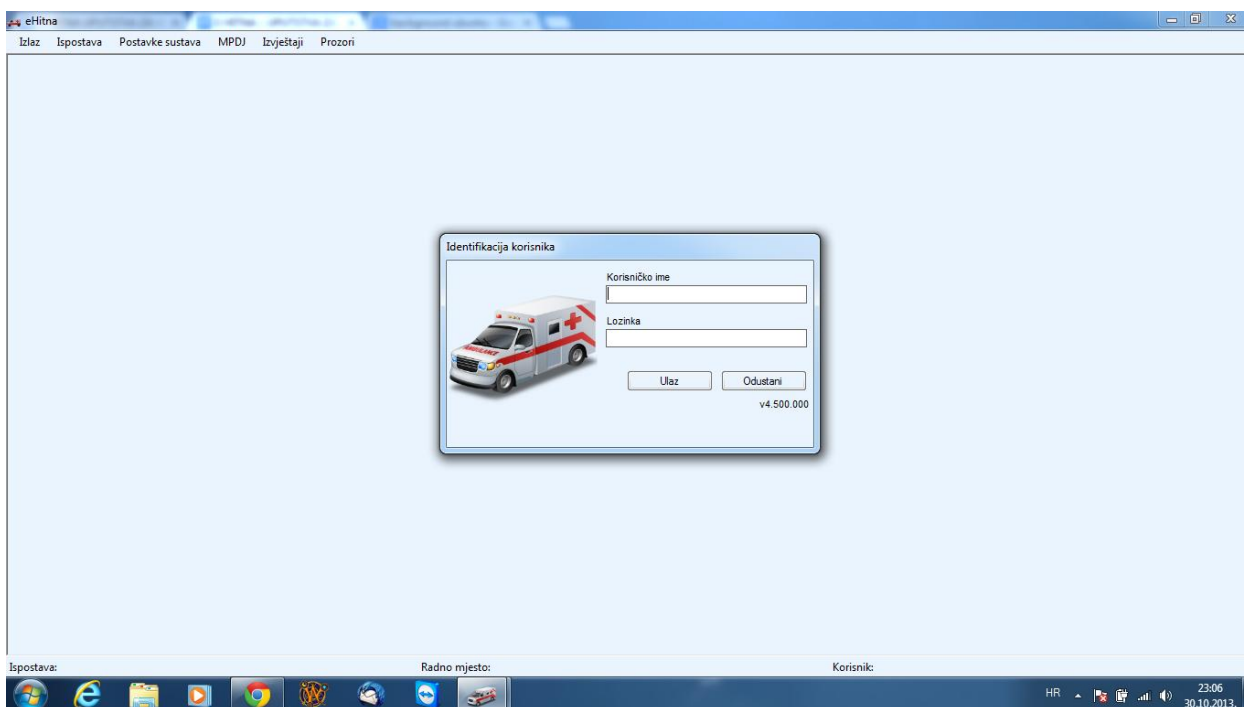 eHitna
Izlaz Ispostava Postavke sustava MPDJ Izvještaji Prozori
Identifikacija korisnika
Korisničko ime
Lozinka
AMBULANCE
Ulaz Odustani
v4.500.000
Ispostava: Radno mjesto: Korisnik:
HR 23:06
30.10.2013.